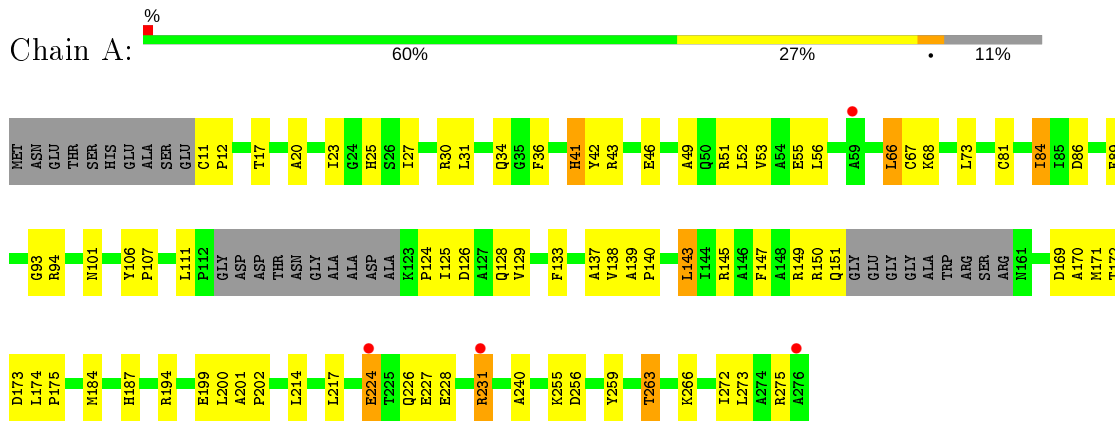 %
Chain A:
60% 27% • 11%
MET ASN GLU THR SER HIS GLU ALA SER GLU C11 P12 T17 A20 I23 G24 H25 S26 I27 R30 L31 Q34 G35 F36 H41 Y42 R43 E46 A49 Q50 R51 L52 V53 A54 E55 L56 A59 L66 C67 K68 L73 C81 I84 I85 D86 E89
G93 R94 N101 Y106 P107 L111 P112 GLY ASP ASP THR ASN GLY ALA ALA ASP ALA K123 P124 I125 D126 A127 Q128 V129 F133 A137 V138 A139 P140 L143 I144 R145 A146 F147 A148 R149 R150 Q151 GLY GLU GLY GLY ALA TRP ARG SER ARG N161 D169 A170 M171 T172
D173 L174 P175 M184 H187 R194 E199 L200 A201 P202 L214 L217 E224 T225 Q226 E227 E228 R231 A240 K255 D256 Y259 T263 K266 I272 L273 A274 R275 A276